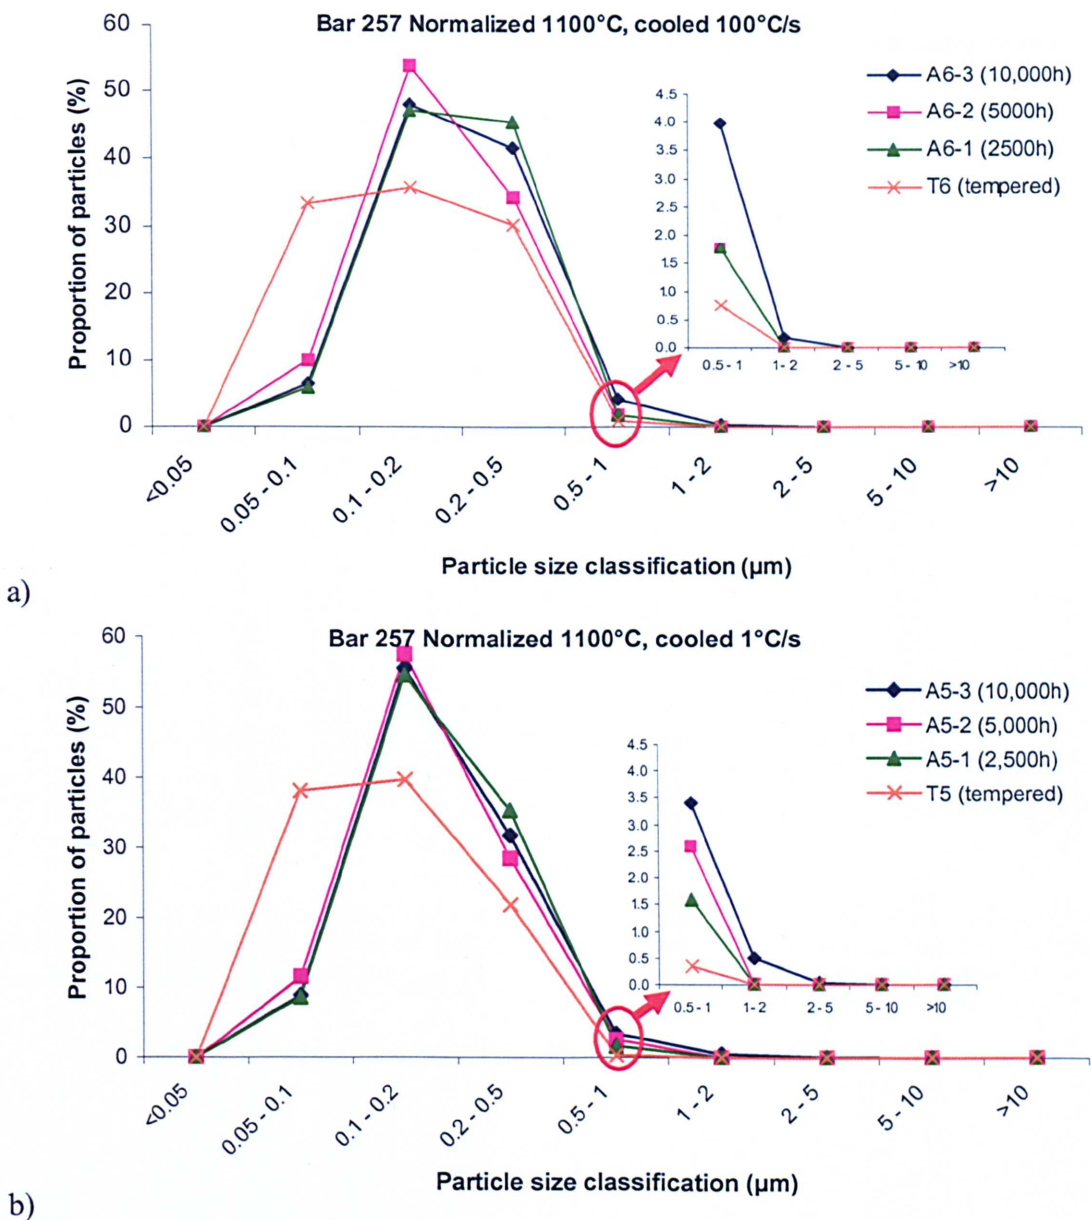 Bar 257 Normalized 1100°C, cooled 100°C/s
60
50
40
30
20
10
0
Proportion of particles (%)
A6-3 (10,000h)
A6-2 (5000h)
A6-1 (2500h)
T6 (tempered)
4.5
4.0
3.5
3.0
2.5
2.0
1.5
1.0
0.5
0.0
0.5 - 1 1 - 2 2 - 5 5 - 10 >10
<0.05 0.05 - 0.1 0.1 - 0.2 0.2 - 0.5 0.5 - 1 1 - 2 2 - 5 5 - 10 >10
Particle size classification (µm)
a)
Bar 257 Normalized 1100°C, cooled 1°C/s
60
50
40
30
20
10
0
Proportion of particles (%)
A5-3 (10,000h)
A5-2 (5,000h)
A5-1 (2,500h)
T5 (tempered)
4.5
4.0
3.5
3.0
2.5
2.0
1.5
1.0
0.5
0.0
0.5 - 1 1 - 2 2 - 5 5 - 10 >10
<0.05 0.05 - 0.1 0.1 - 0.2 0.2 - 0.5 0.5 - 1 1 - 2 2 - 5 5 - 10 >10
Particle size classification (µm)
b)